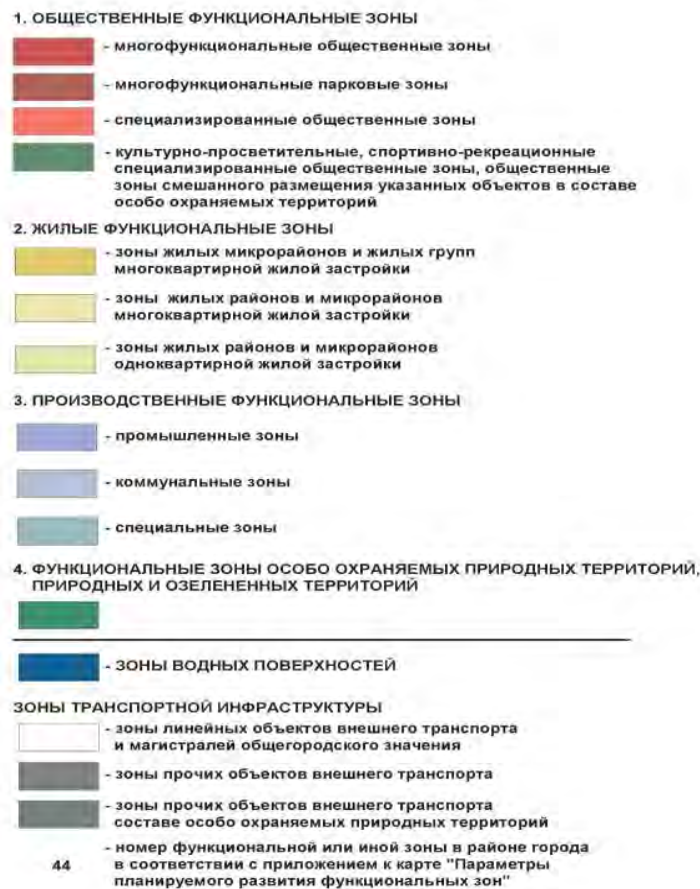 1. ОБЩЕСТВЕННЫЕ ФУНКЦИОНАЛЬНЫЕ ЗОНЫ
- многофункциональные общественные зоны
- многофункциональные парковые зоны
- специализированные общественные зоны
- культурно-просветительные, спортивно-рекреационные
специализированные общественные зоны, общественные
зоны смешанного размещения указанных объектов в составе
особо охраняемых территорий
2. ЖИЛЫЕ ФУНКЦИОНАЛЬНЫЕ ЗОНЫ
- зоны жилых микрорайонов и жилых групп
многоквартирной жилой застройки
- зоны жилых районов и микрорайонов
многоквартирной жилой застройки
- зоны жилых районов и микрорайонов
одноквартирной жилой застройки
3. ПРОИЗВОДСТВЕННЫЕ ФУНКЦИОНАЛЬНЫЕ ЗОНЫ
- промышленные зоны
- коммунальные зоны
- специальные зоны
4. ФУНКЦИОНАЛЬНЫЕ ЗОНЫ ОСОБО ОХРАНЯЕМЫХ ПРИРОДНЫХ ТЕРРИТОРИЙ,
ПРИРОДНЫХ И ОЗЕЛЕНЕННЫХ ТЕРРИТОРИЙ
- ЗОНЫ ВОДНЫХ ПОВЕРХНОСТЕЙ
ЗОНЫ ТРАНСПОРТНОЙ ИНФРАСТРУКТУРЫ
- зоны линейных объектов внешнего транспорта
и магистралей общегородского значения
- зоны прочих объектов внешнего транспорта
- зоны прочих объектов внешнего транспорта
составе особо охраняемых природных территорий
- номер функциональной или иной зоны в районе города
44 в соответствии с приложением к карте "Параметры
планируемого развития функциональных зон"